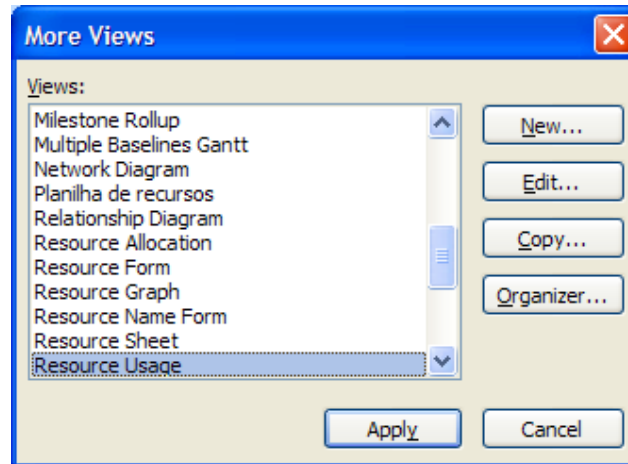 More Views
Views:
Milestone Rollup
Multiple Baselines Gantt
Network Diagram
Planilha de recursos
Relationship Diagram
Resource Allocation
Resource Form
Resource Graph
Resource Name Form
Resource Sheet
Resource Usage
New...
Edit...
Copy...
Organizer...
Apply
Cancel